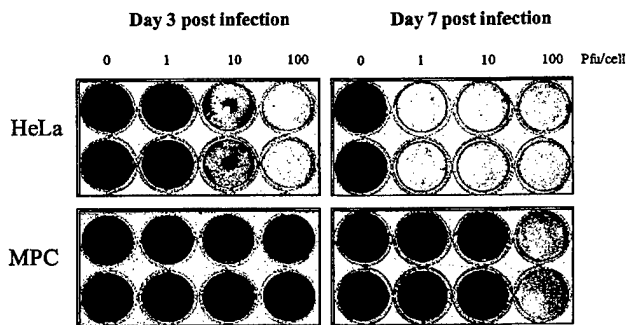 Day 3 post infection Day 7 post infection
0 1 10 100 0 1 10 100 Pfu/cell
HeLa
MPC